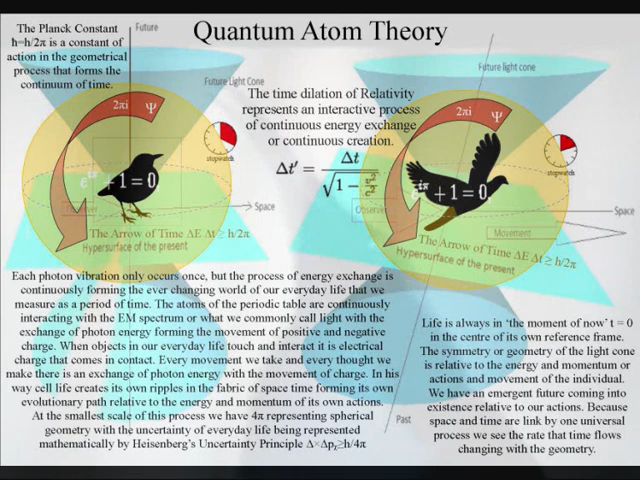 Quantum Atom Theory
The Planck Constant
ħ=h/2π is a constant of
action in the geometrical
process that forms the
continuum of time.
Future
Future Light Cone
2πi Ψ
stopwatch
e^iπ + 1 = 0
Space
The Arrow of Time ΔE Δt ≥ h/2π
Hypersurface of the present
The time dilation of Relativity
represents an interactive process
of continuous energy exchange
or continuous creation.
Δt′ = Δt / √(1 − v²/c²)
Future light cone
2πi Ψ
stopwatch
Observer
e^iπ + 1 = 0
Space
Movement
The Arrow of Time ΔE Δt ≥ h/2π
Hypersurface of the present
Each photon vibration only occurs once, but the process of energy exchange is
continuously forming the ever changing world of our everyday life that we
measure as a period of time. The atoms of the periodic table are continuously
interacting with the EM spectrum or what we commonly call light with the
exchange of photon energy forming the movement of positive and negative
charge. When objects in our everyday life touch and interact it is electrical
charge that comes in contact. Every movement we take and every thought we
make there is an exchange of photon energy with the movement of charge. In his
way cell life creates its own ripples in the fabric of space time forming its own
evolutionary path relative to the energy and momentum of its own actions.
At the smallest scale of this process we have 4π representing spherical
geometry with the uncertainty of everyday life being represented
mathematically by Heisenberg's Uncertainty Principle Δ×Δpₓ≥h/4π
Past
Life is always in 'the moment of now' t = 0
in the centre of its own reference frame.
The symmetry or geometry of the light cone
is relative to the energy and momentum or
actions and movement of the individual.
We have an emergent future coming into
existence relative to our actions. Because
space and time are link by one universal
process we see the rate that time flows
changing with the geometry.